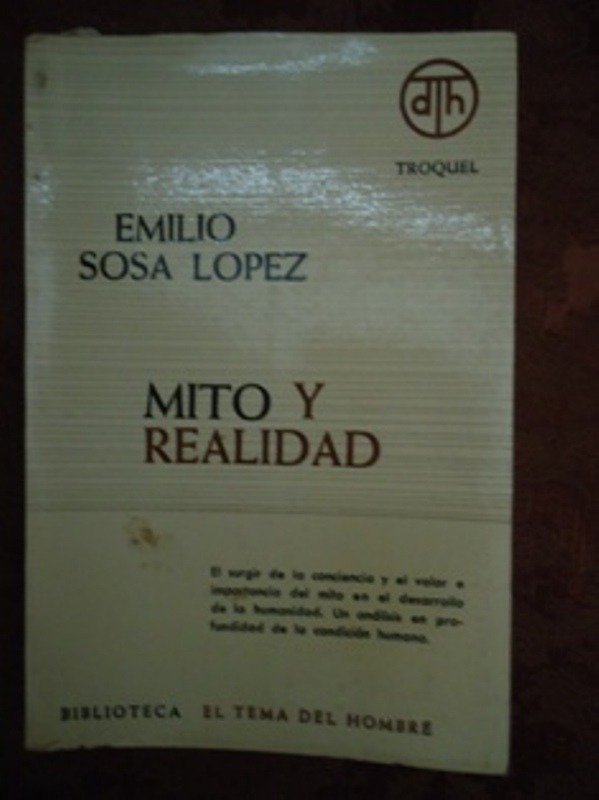 dTh
TROQUEL
EMILIO
SOSA LOPEZ
MITO Y
REALIDAD
El surgir de la conciencia y el valor e
importancia del mito en el desarrollo
de la humanidad. Un análisis en pro-
fundidad de la condición humana.
BIBLIOTECA EL TEMA DEL HOMBRE